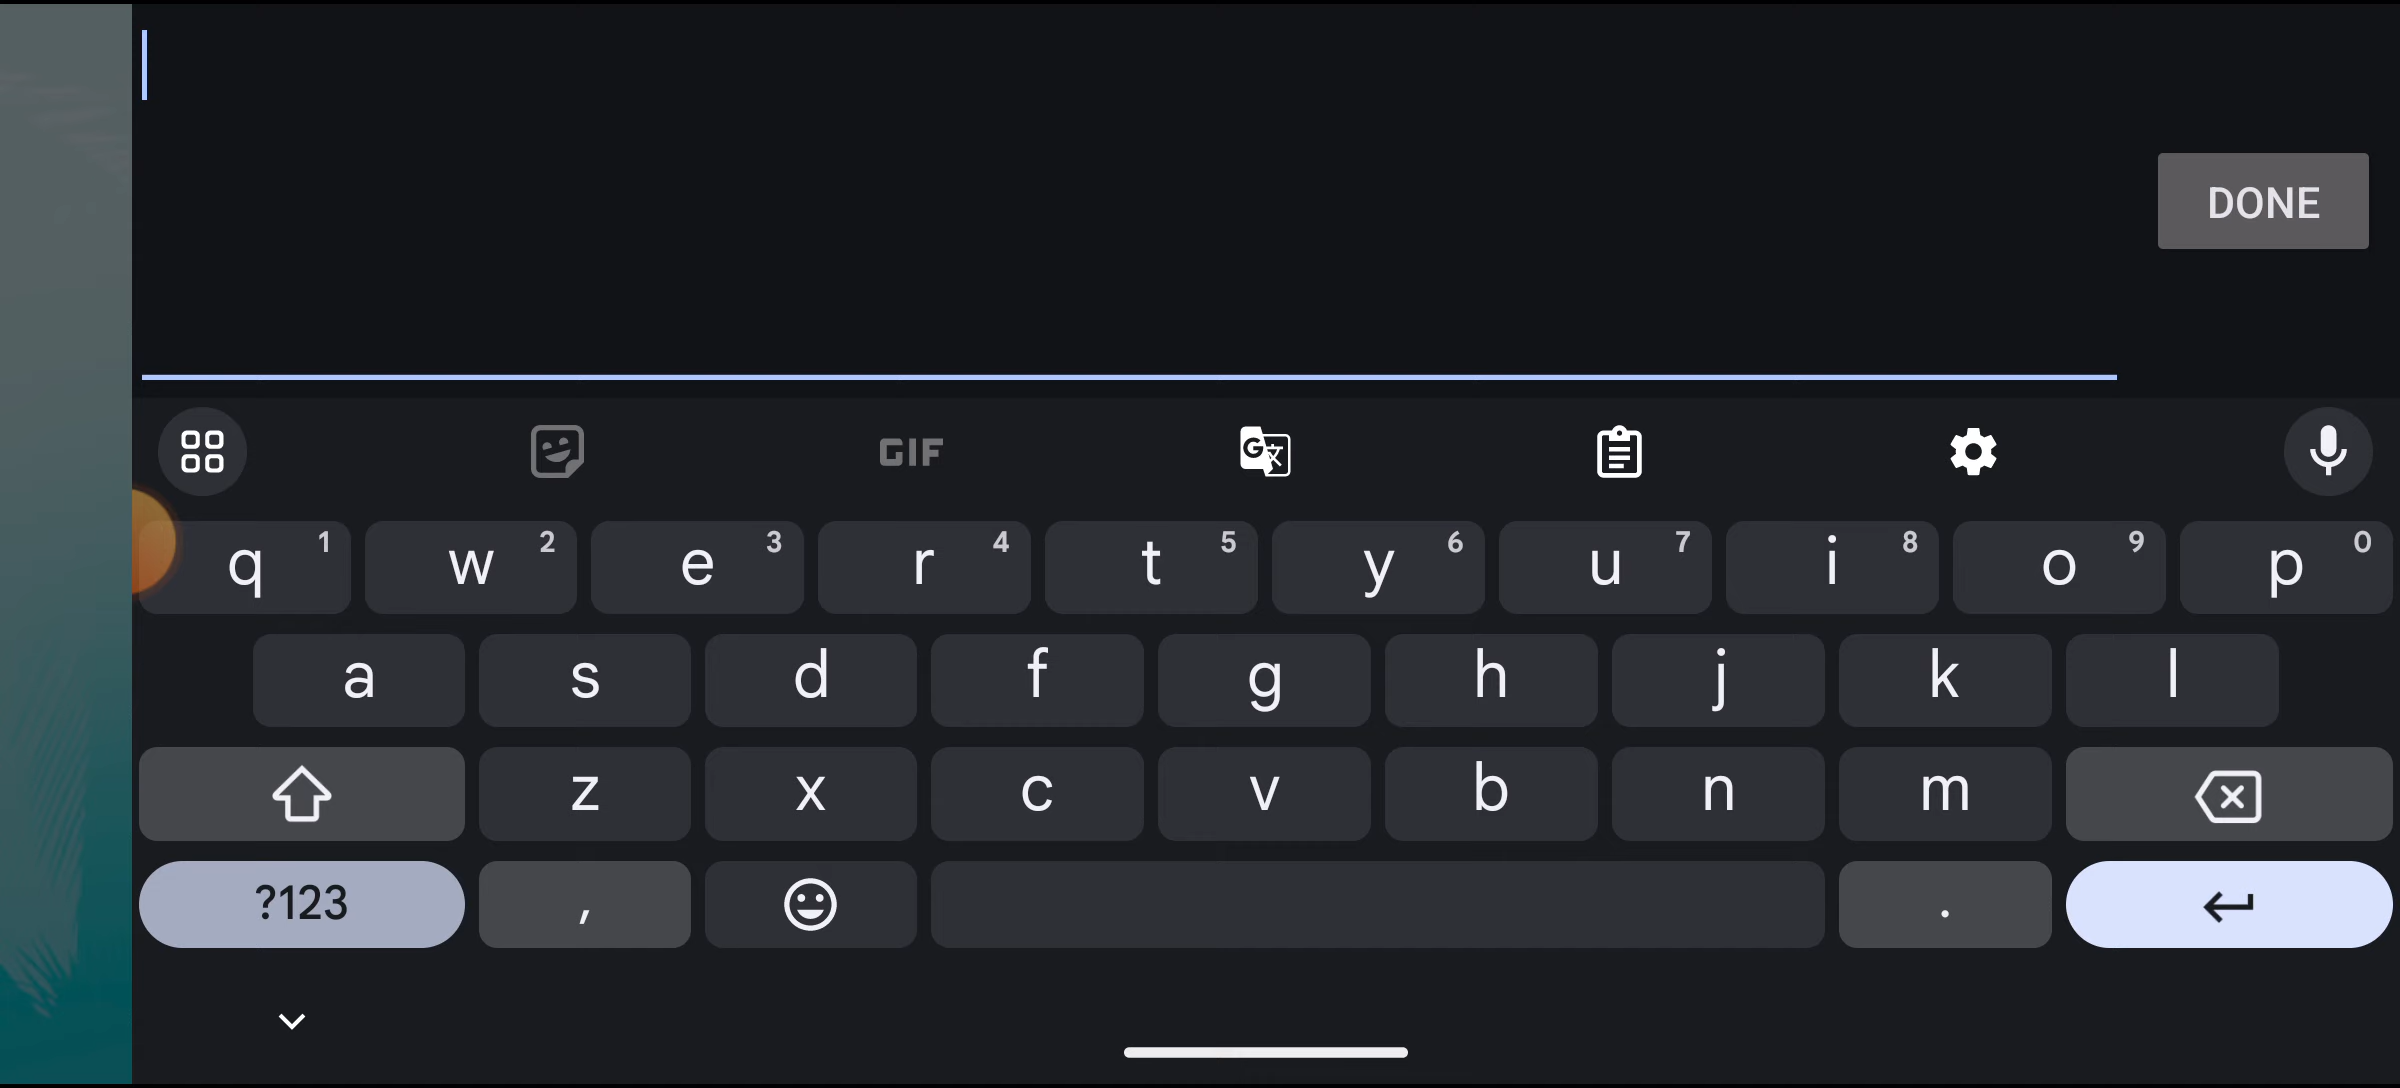 DONE
GIF
q 1 w 2 e 3 r 4 t 5 y 6 u 7 i 8 o 9 p 0
a s d f g h j k l
z x c v b n m
?123 , .